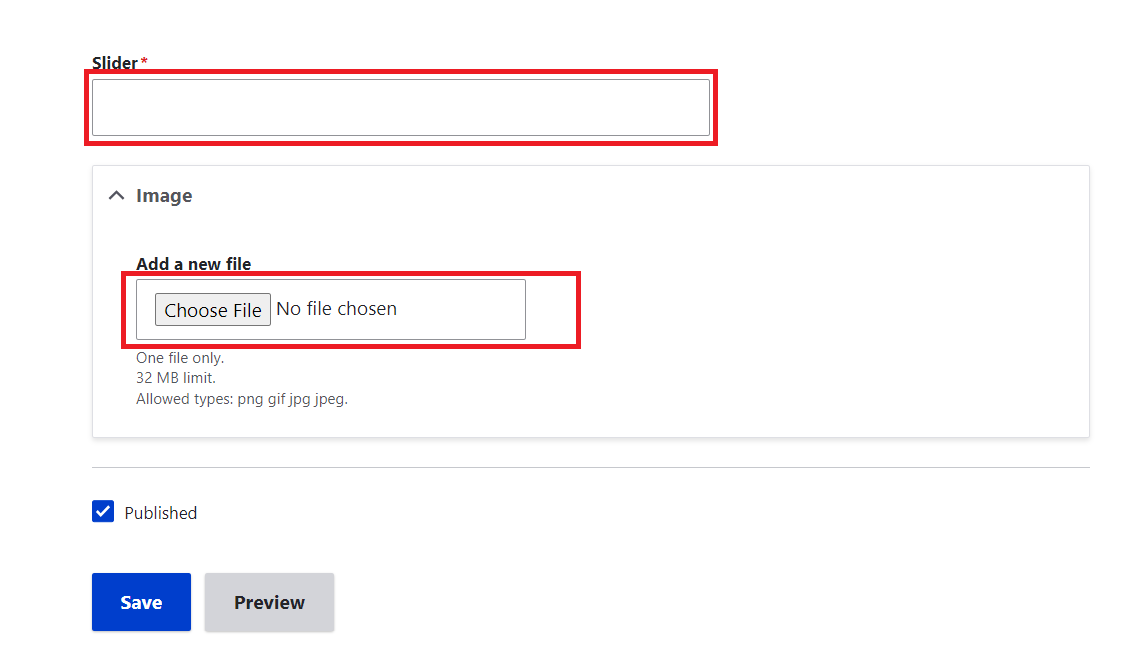 Slider*
Image
Add a new file
Choose File No file chosen
One file only.
32 MB limit.
Allowed types: png gif jpg jpeg.
Published
Save Preview